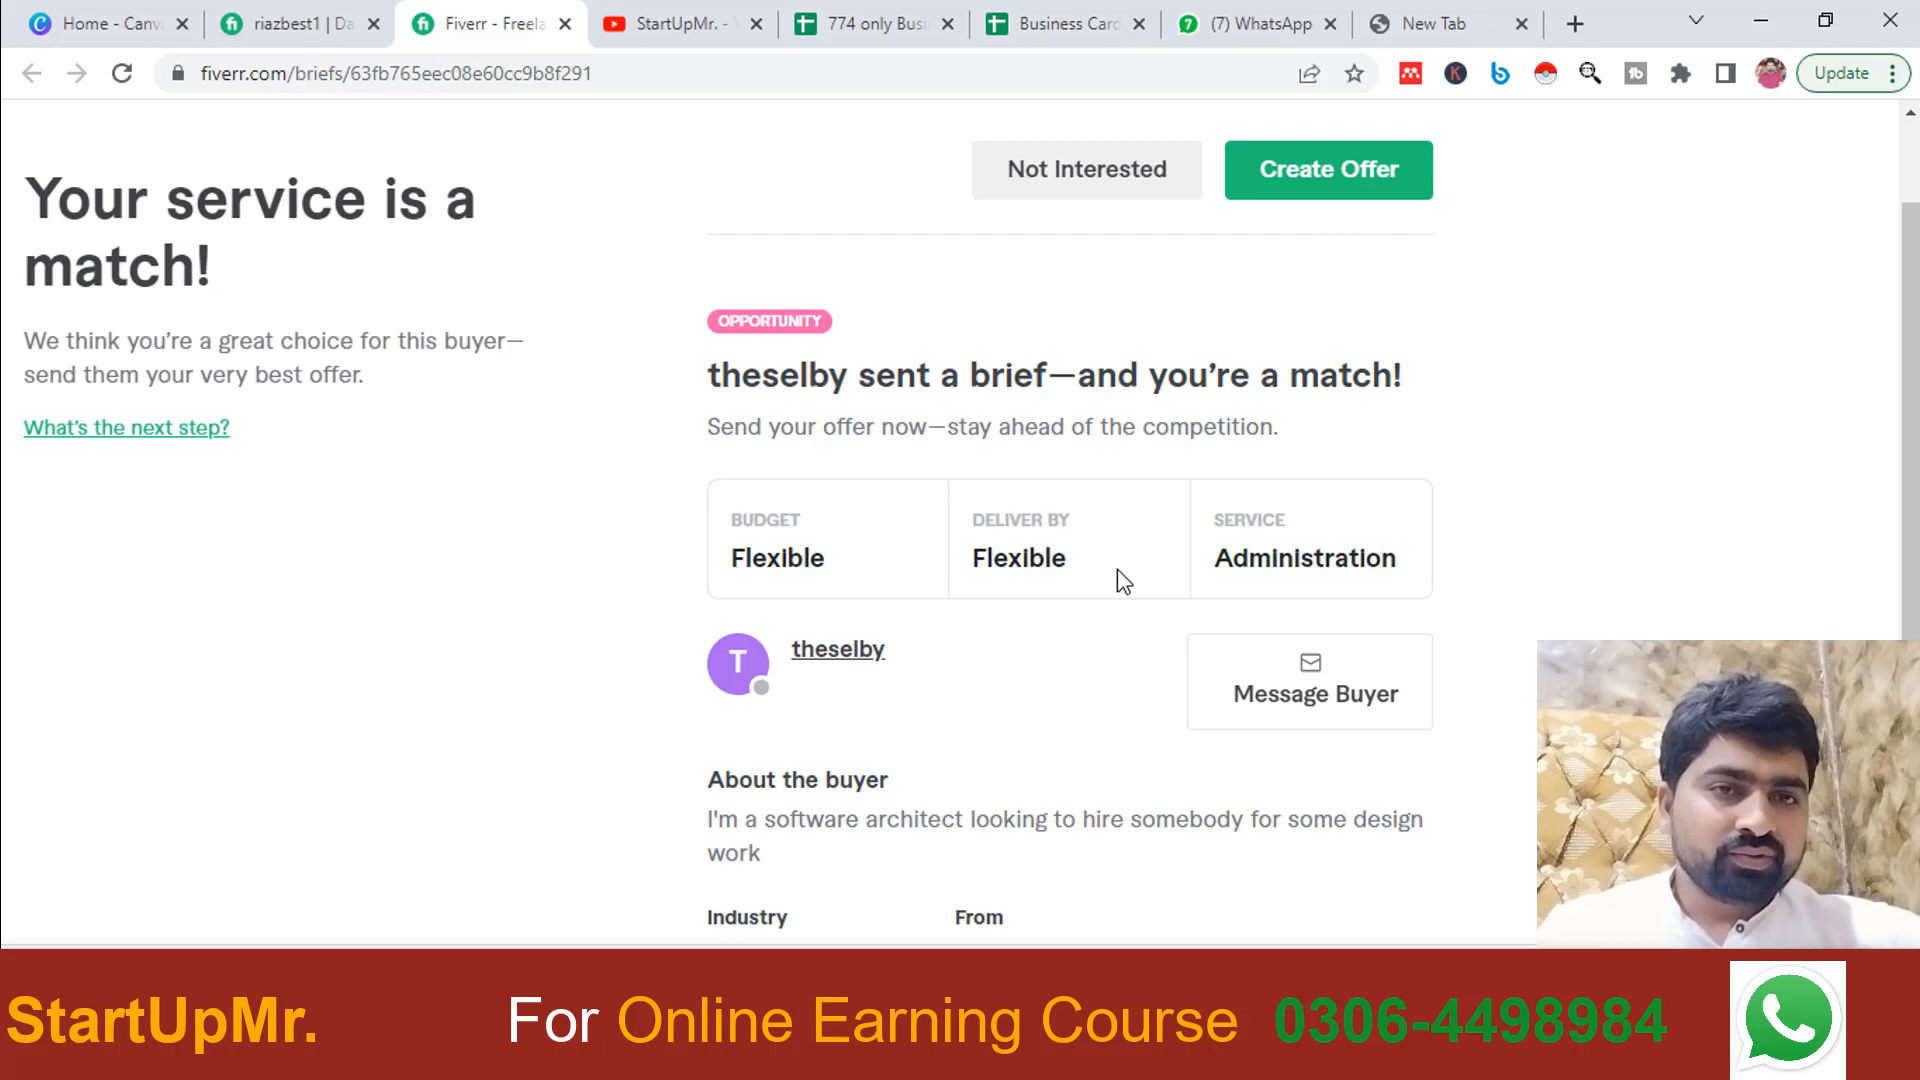 Home - Canv
riazbest1 | Da
Fiverr - Freela
StartUpMr. -
774 only Busi
Business Card
(7) WhatsApp
New Tab
fiverr.com/briefs/63fb765eec08e60cc9b8f291
Update
Your service is a
match!
We think you're a great choice for this buyer—
send them your very best offer.
What's the next step?
Not Interested
Create Offer
OPPORTUNITY
theselby sent a brief—and you're a match!
Send your offer now—stay ahead of the competition.
BUDGET
Flexible
DELIVER BY
Flexible
SERVICE
Administration
T
theselby
Message Buyer
About the buyer
I'm a software architect looking to hire somebody for some design
work
Industry
From
StartUpMr.
For Online Earning Course 0306-4498984